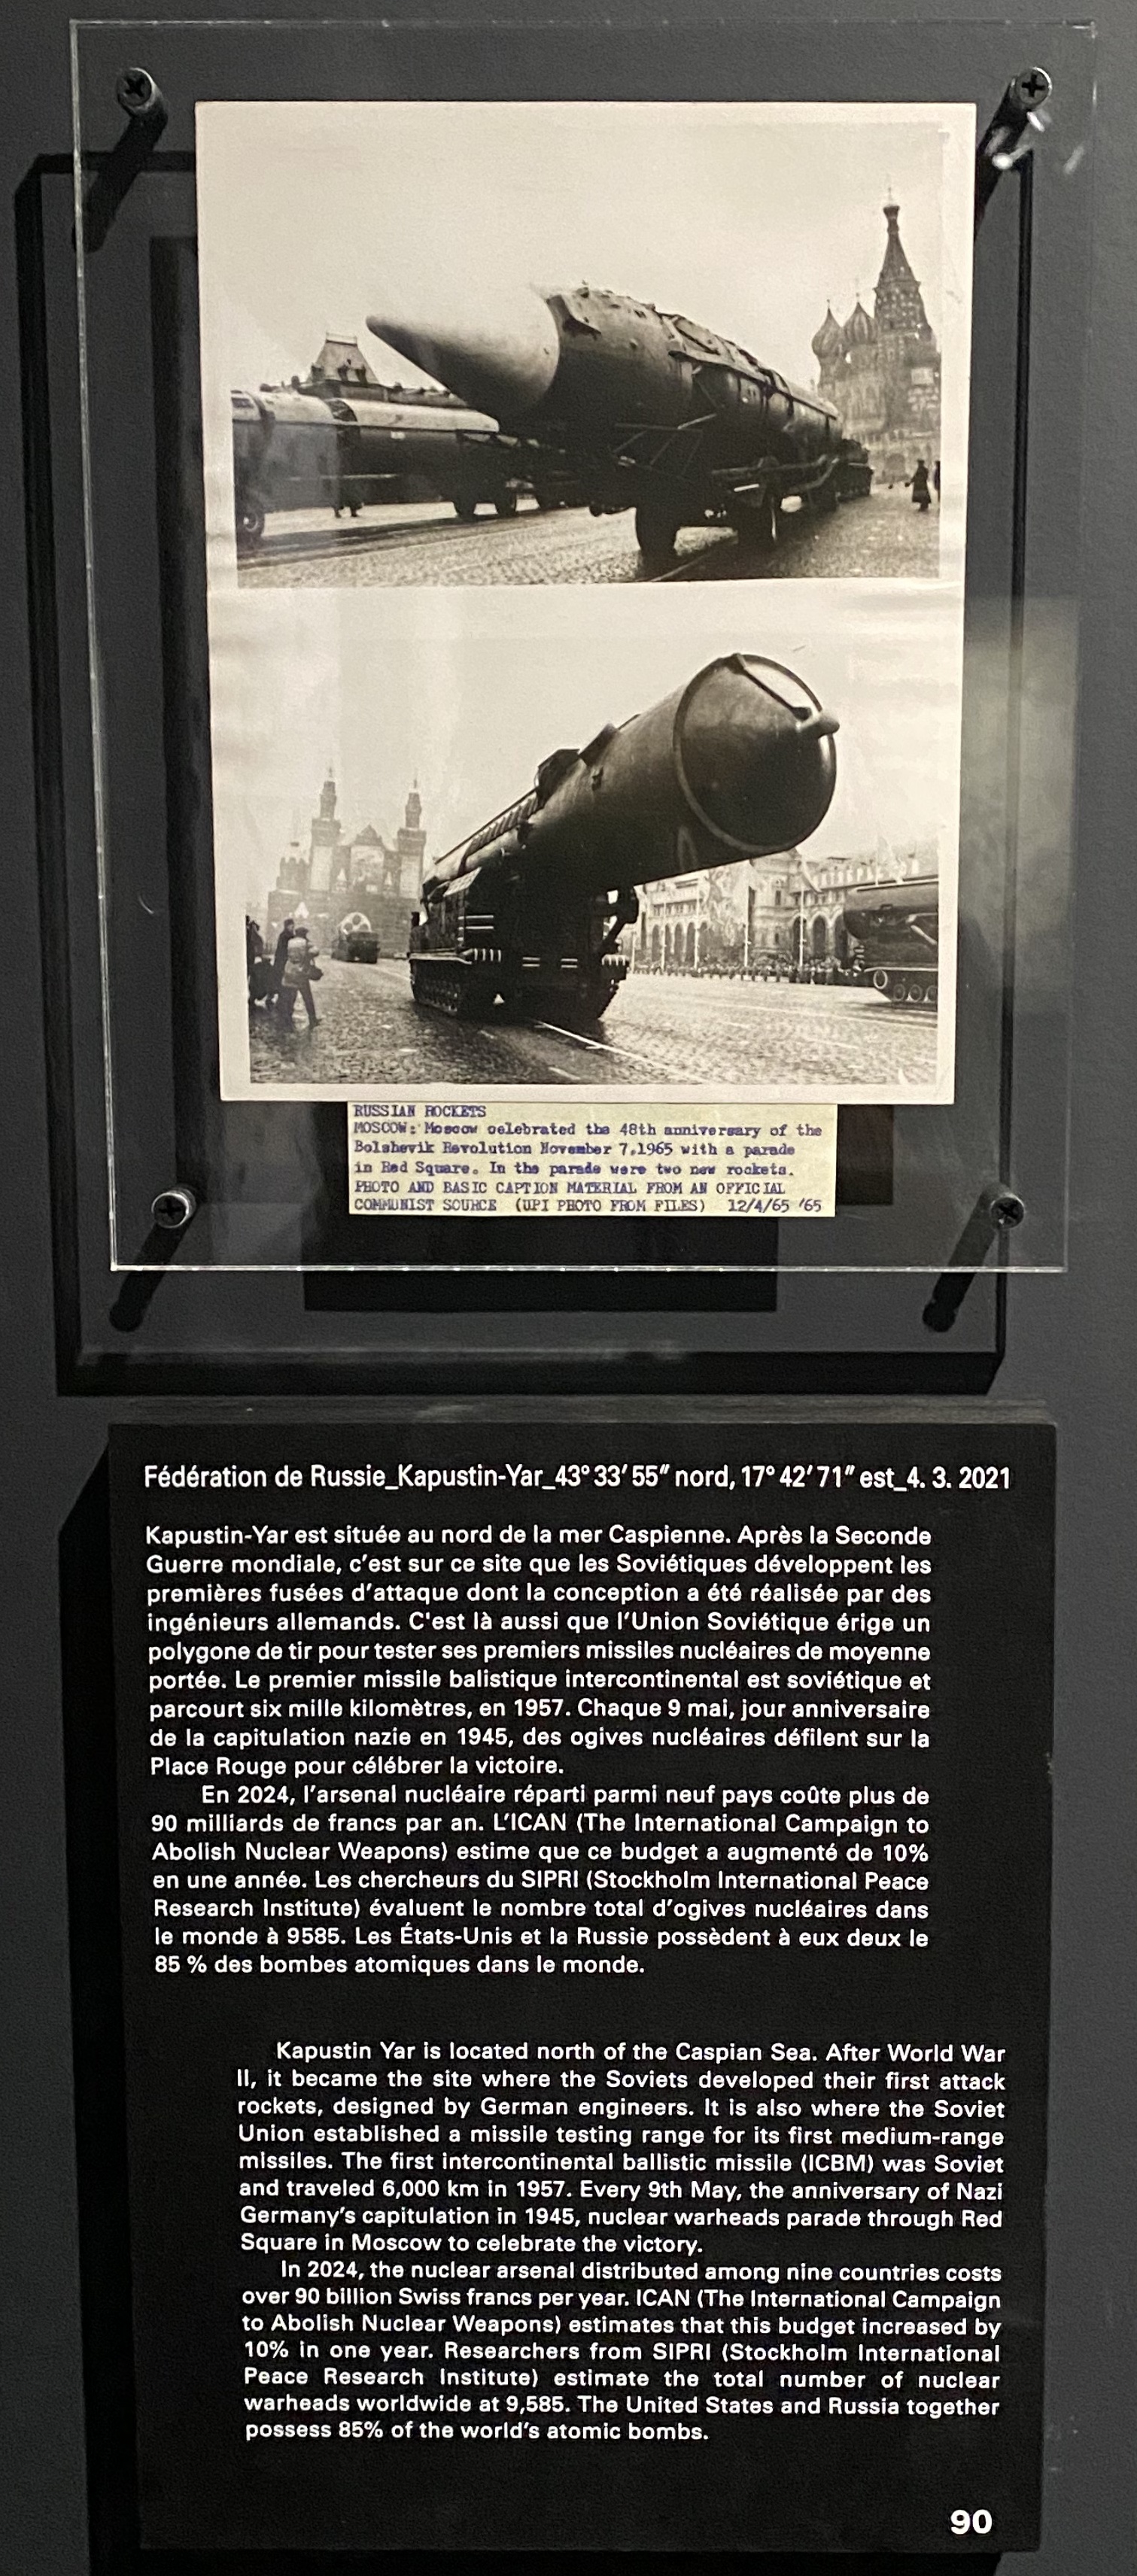 RUSSIAN ROCKETS
MOSCOW: Moscow celebrated the 48th anniversary of the
Bolshevik Revolution November 7,1965 with a parade
in Red Square. In the parade were two new rockets.
PHOTO AND BASIC CAPTION MATERIAL FROM AN OFFICIAL
COMMUNIST SOURCE (UPI PHOTO FROM FILES) 12/4/65 '65
Fédération de Russie_Kapustin-Yar_43° 33′ 55″ nord, 17° 42′ 71″ est_4. 3. 2021
Kapustin-Yar est située au nord de la mer Caspienne. Après la Seconde
Guerre mondiale, c’est sur ce site que les Soviétiques développent les
premières fusées d’attaque dont la conception a été réalisée par des
ingénieurs allemands. C'est là aussi que l’Union Soviétique érige un
polygone de tir pour tester ses premiers missiles nucléaires de moyenne
portée. Le premier missile balistique intercontinental est soviétique et
parcourt six mille kilomètres, en 1957. Chaque 9 mai, jour anniversaire
de la capitulation nazie en 1945, des ogives nucléaires défilent sur la
Place Rouge pour célébrer la victoire.
En 2024, l’arsenal nucléaire réparti parmi neuf pays coûte plus de
90 milliards de francs par an. L’ICAN (The International Campaign to
Abolish Nuclear Weapons) estime que ce budget a augmenté de 10%
en une année. Les chercheurs du SIPRI (Stockholm International Peace
Research Institute) évaluent le nombre total d’ogives nucléaires dans
le monde à 9585. Les États-Unis et la Russie possèdent à eux deux le
85 % des bombes atomiques dans le monde.
Kapustin Yar is located north of the Caspian Sea. After World War
II, it became the site where the Soviets developed their first attack
rockets, designed by German engineers. It is also where the Soviet
Union established a missile testing range for its first medium-range
missiles. The first intercontinental ballistic missile (ICBM) was Soviet
and traveled 6,000 km in 1957. Every 9th May, the anniversary of Nazi
Germany’s capitulation in 1945, nuclear warheads parade through Red
Square in Moscow to celebrate the victory.
In 2024, the nuclear arsenal distributed among nine countries costs
over 90 billion Swiss francs per year. ICAN (The International Campaign
to Abolish Nuclear Weapons) estimates that this budget increased by
10% in one year. Researchers from SIPRI (Stockholm International
Peace Research Institute) estimate the total number of nuclear
warheads worldwide at 9,585. The United States and Russia together
possess 85% of the world’s atomic bombs.
90